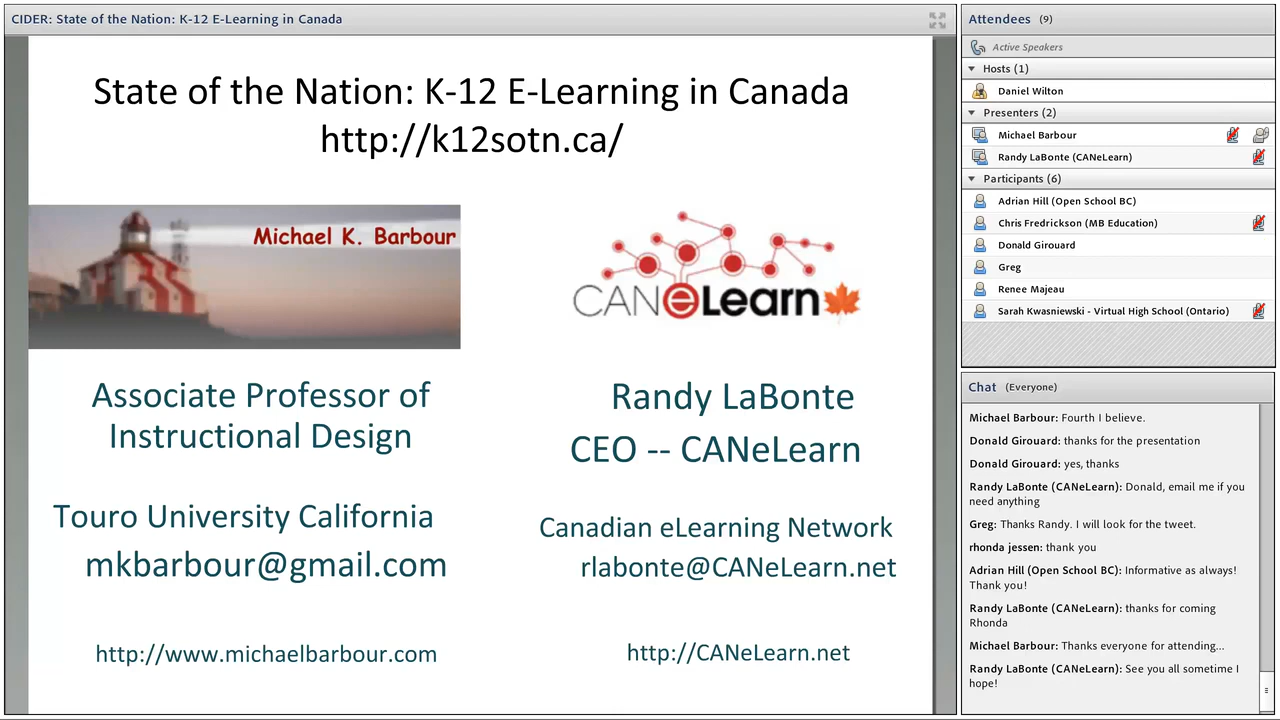 CIDER: State of the Nation: K-12 E-Learning in Canada
State of the Nation: K-12 E-Learning in Canada
http://k12sotn.ca/
Michael K. Barbour
CANeLearn
Associate Professor of
Instructional Design
Touro University California
mkbarbour@gmail.com
http://www.michaelbarbour.com
Randy LaBonte
CEO -- CANeLearn
Canadian eLearning Network
rlabonte@CANeLearn.net
http://CANeLearn.net
Attendees (9)
Active Speakers
Hosts (1)
Daniel Wilton
Presenters (2)
Michael Barbour
Randy LaBonte (CANeLearn)
Participants (6)
Adrian Hill (Open School BC)
Chris Fredrickson (MB Education)
Donald Girouard
Greg
Renee Majeau
Sarah Kwasniewski - Virtual High School (Ontario)
Chat (Everyone)
Michael Barbour: Fourth I believe.
Donald Girouard: thanks for the presentation
Donald Girouard: yes, thanks
Randy LaBonte (CANeLearn): Donald, email me if you
need anything
Greg: Thanks Randy. I will look for the tweet.
rhonda jessen: thank you
Adrian Hill (Open School BC): Informative as always!
Thank you!
Randy LaBonte (CANeLearn): thanks for coming
Rhonda
Michael Barbour: Thanks everyone for attending...
Randy LaBonte (CANeLearn): See you all sometime I
hope!